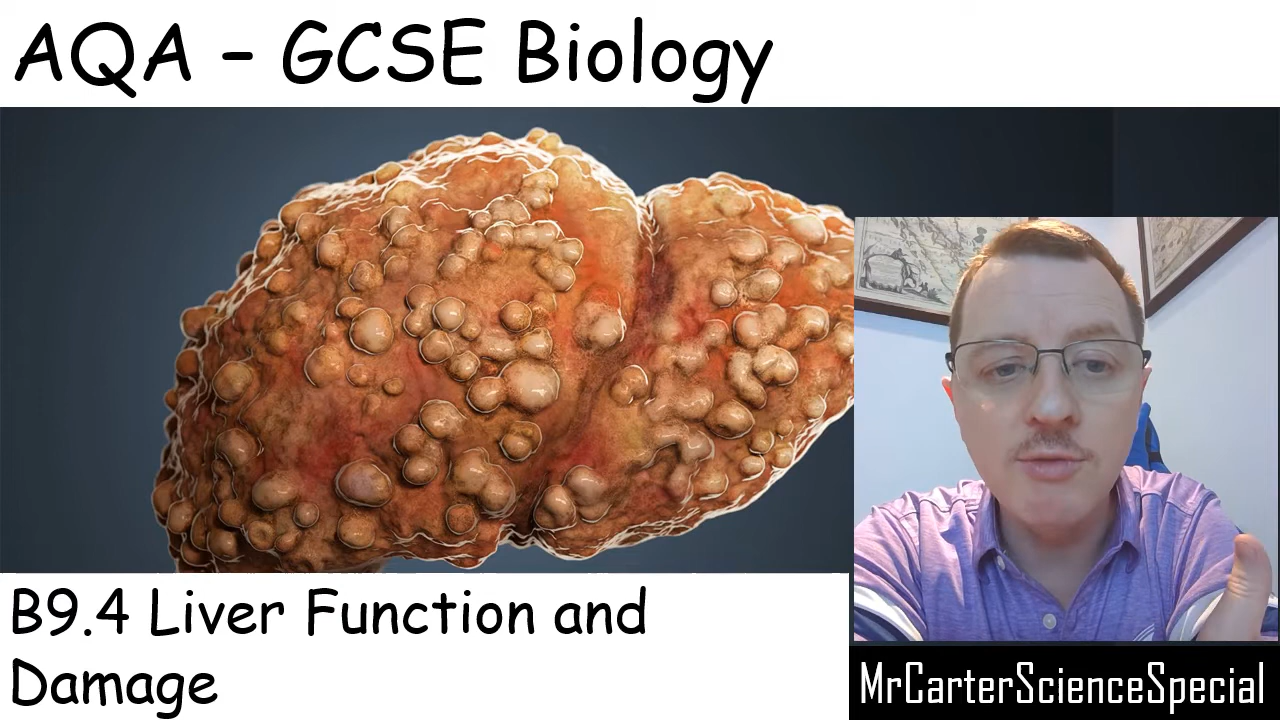 AQA – GCSE Biology
B9.4 Liver Function and
Damage
MrCarterScienceSpecial